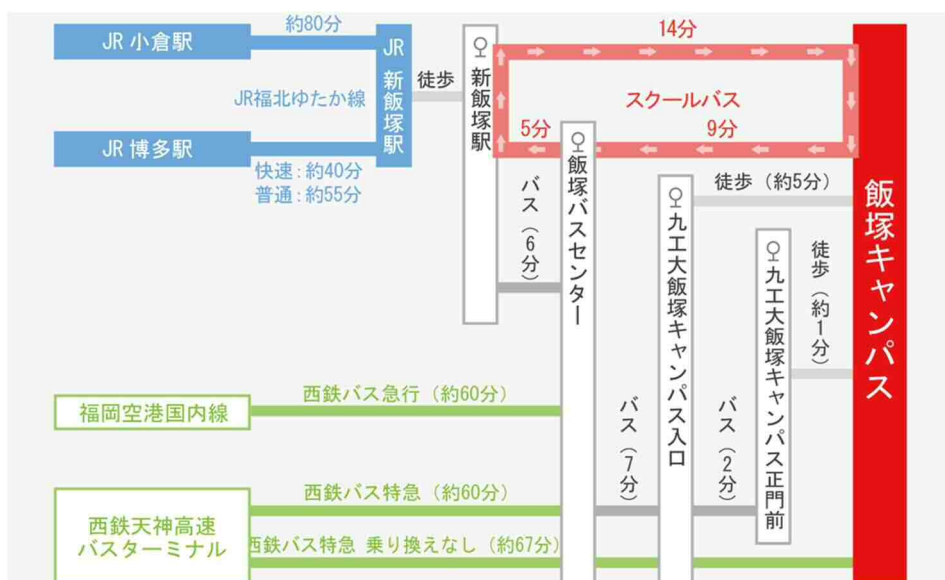 JR 小倉駅
約80分
JR福北ゆたか線
JR 博多駅
快速：約40分
普通：約55分
JR 新飯塚駅
徒歩
新飯塚駅
14分
スクールバス
5分
9分
バス（6分）
飯塚バスセンター
徒歩（約5分）
九工大飯塚キャンパス入口
九工大飯塚キャンパス正門前
徒歩（約1分）
飯塚キャンパス
福岡空港国内線
西鉄バス急行（約60分）
バス（7分）
バス（2分）
西鉄天神高速
バスターミナル
西鉄バス特急（約60分）
西鉄バス特急 乗り換えなし（約67分）